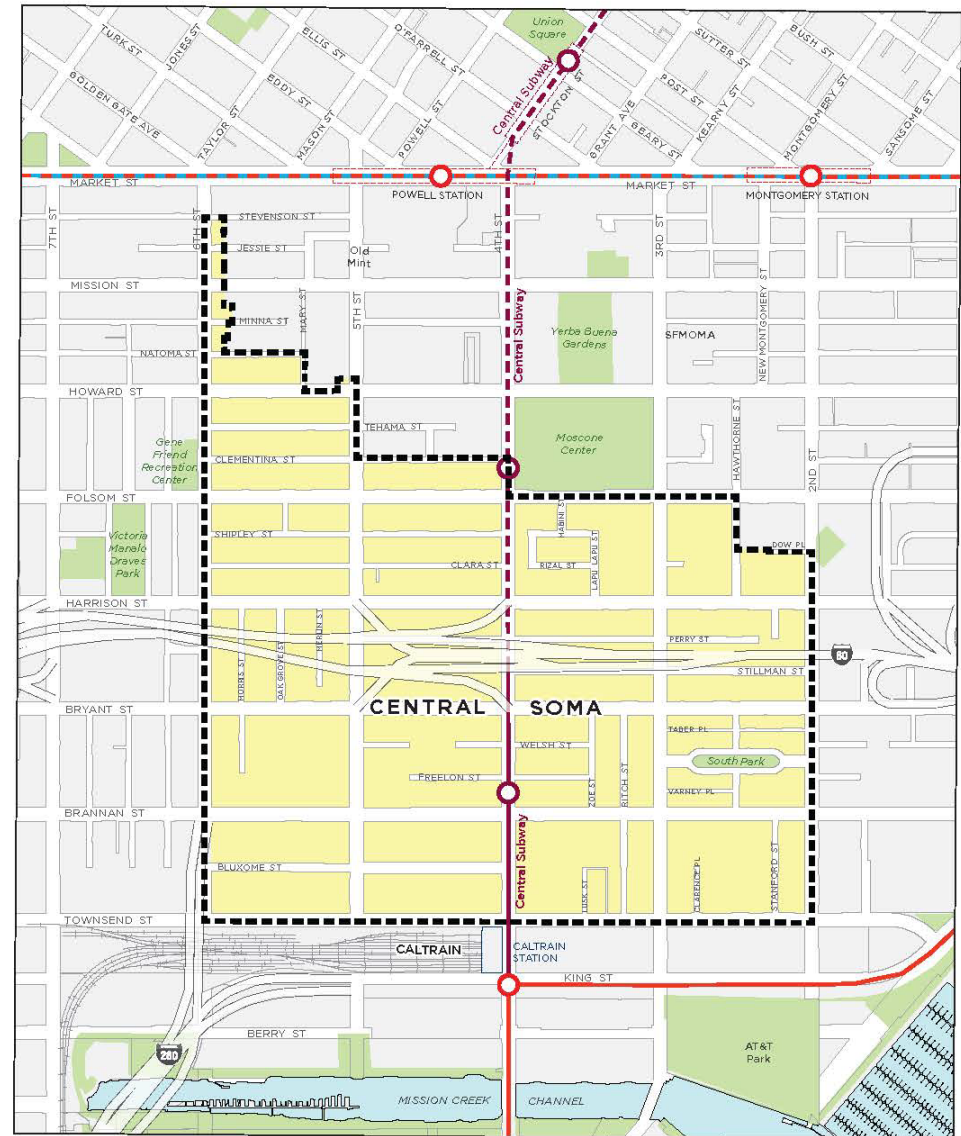 Union
Square
TURK ST
JONES ST
ELLIS ST
O'FARRELL ST
SUTTER ST
BUSH ST
GOLDEN GATE AVE
EDDY ST
Central Subway
STOCKTON ST
POST ST
TAYLOR ST
MASON ST
POWELL ST
GRANT AVE
GEARY ST
KEARNY ST
MONTGOMERY ST
SANSOME ST
MARKET ST
MARKET ST
POWELL STATION
MONTGOMERY STATION
7TH ST
6TH ST
STEVENSON ST
4TH ST
3RD ST
JESSIE ST
Old
Mint
MISSION ST
MARY ST
5TH ST
MINNA ST
NATOMA ST
Central Subway
Yerba Buena
Gardens
SFMOMA
NEW MONTGOMERY ST
HOWARD ST
TEHAMA ST
Moscone
Center
HAWTHORNE ST
2ND ST
Gene
Friend
Recreation
Center
CLEMENTINA ST
FOLSOM ST
Victoria
Manalo
Draves
Park
SHIPLEY ST
MABINI ST
LAPU LAPU ST
DOW PL
CLARA ST
RIZAL ST
HARRISON ST
HARRIS ST
OAK GROVE ST
MERLIN ST
PERRY ST
80
STILLMAN ST
BRYANT ST
CENTRAL SOMA
TABER PL
WELSH ST
South Park
FREELON ST
ZOE ST
RITCH ST
VARNEY PL
BRANNAN ST
Central Subway
BLUXOME ST
LUSK ST
CLARENCE PL
STANFORD ST
TOWNSEND ST
CALTRAIN
CALTRAIN
STATION
KING ST
BERRY ST
280
AT&T
Park
MISSION CREEK CHANNEL